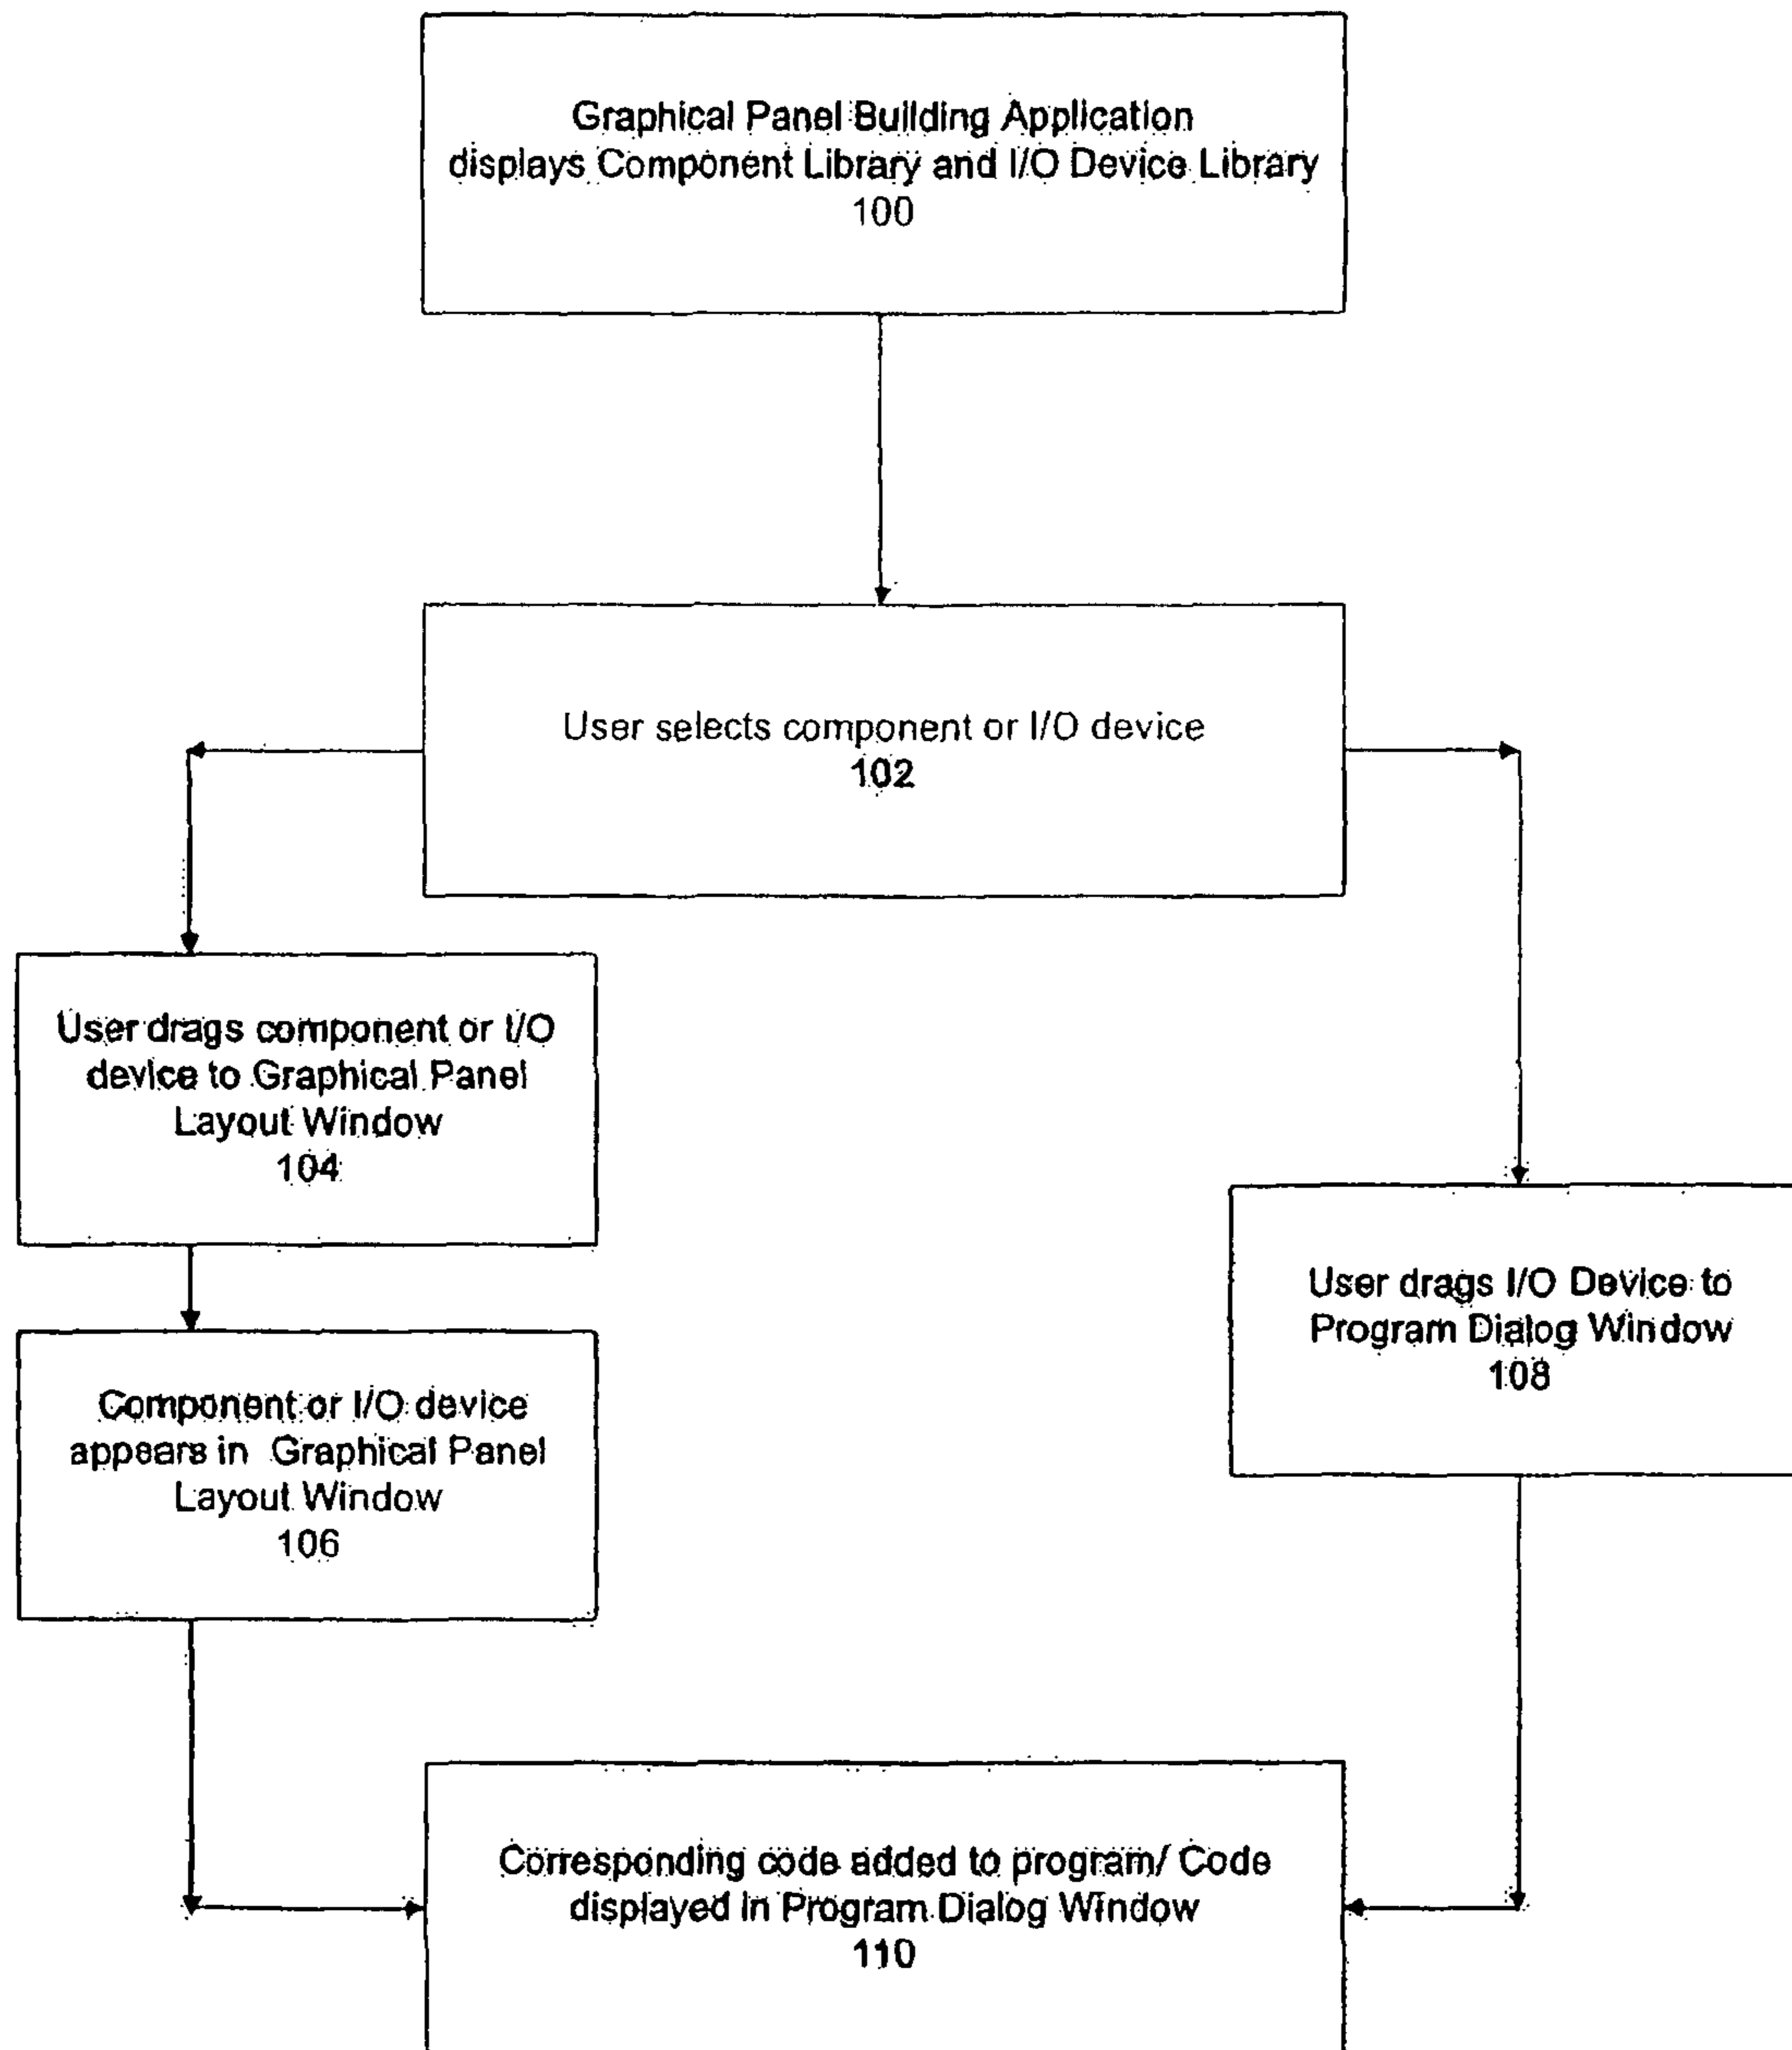 Graphical Panel Building Application
displays Component Library and I/O Device Library
100
User selects component or I/O device
102
User drags component or I/O
device to Graphical Panel
Layout Window
104
Component or I/O device
appears in Graphical Panel
Layout Window
106
User drags I/O Device to
Program Dialog Window
108
Corresponding code added to program/ Code
displayed in Program Dialog Window
110